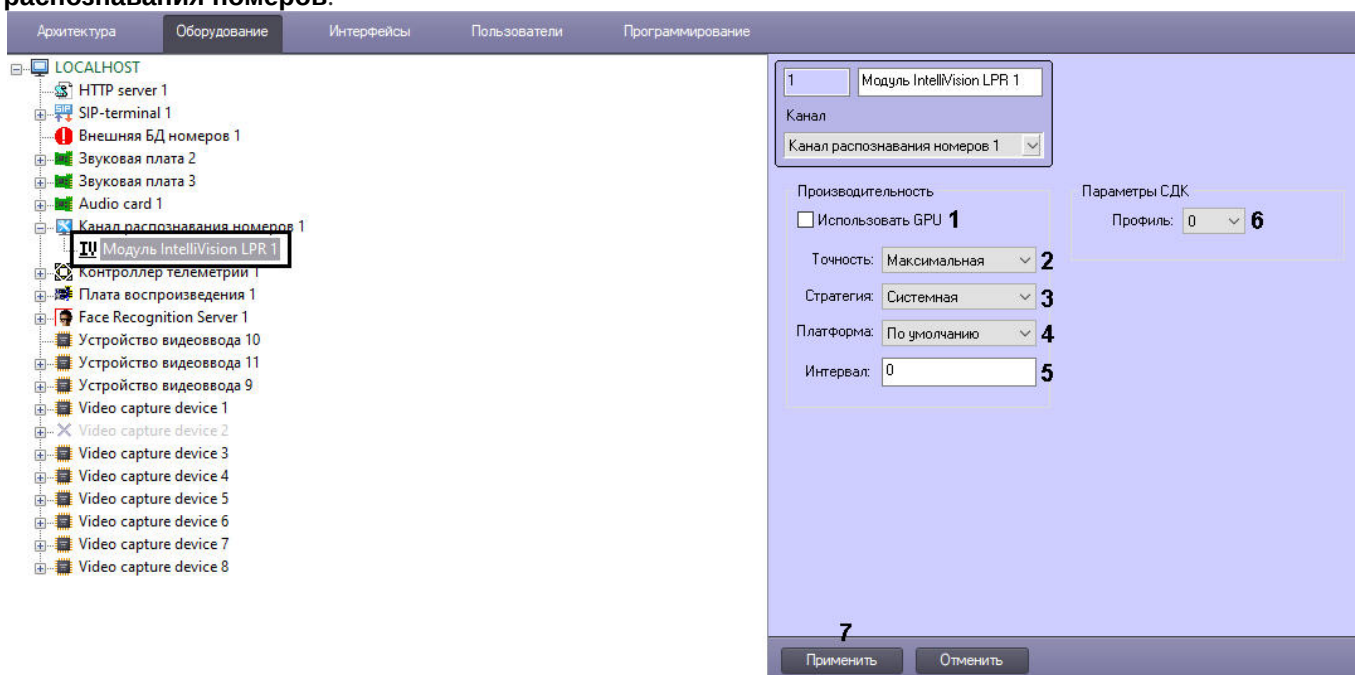 распознавания номеров.
Архитектура Оборудование Интерфейсы Пользователи Программирование
LOCALHOST
HTTP server 1
SIP-terminal 1
Внешняя БД номеров 1
Звуковая плата 2
Звуковая плата 3
Audio card 1
Канал распознавания номеров 1
Модуль IntelliVision LPR 1
Контроллер телеметрии 1
Плата воспроизведения 1
Face Recognition Server 1
Устройство видеоввода 10
Устройство видеоввода 11
Устройство видеоввода 9
Video capture device 1
Video capture device 2
Video capture device 3
Video capture device 4
Video capture device 5
Video capture device 6
Video capture device 7
Video capture device 8
1 Модуль IntelliVision LPR 1
Канал
Канал распознавания номеров 1
Производительность
Использовать GPU 1
Точность: Максимальная 2
Стратегия: Системная 3
Платформа: По умолчанию 4
Интервал: 0 5
Параметры СДК
Профиль: 0 6
7
Применить Отменить